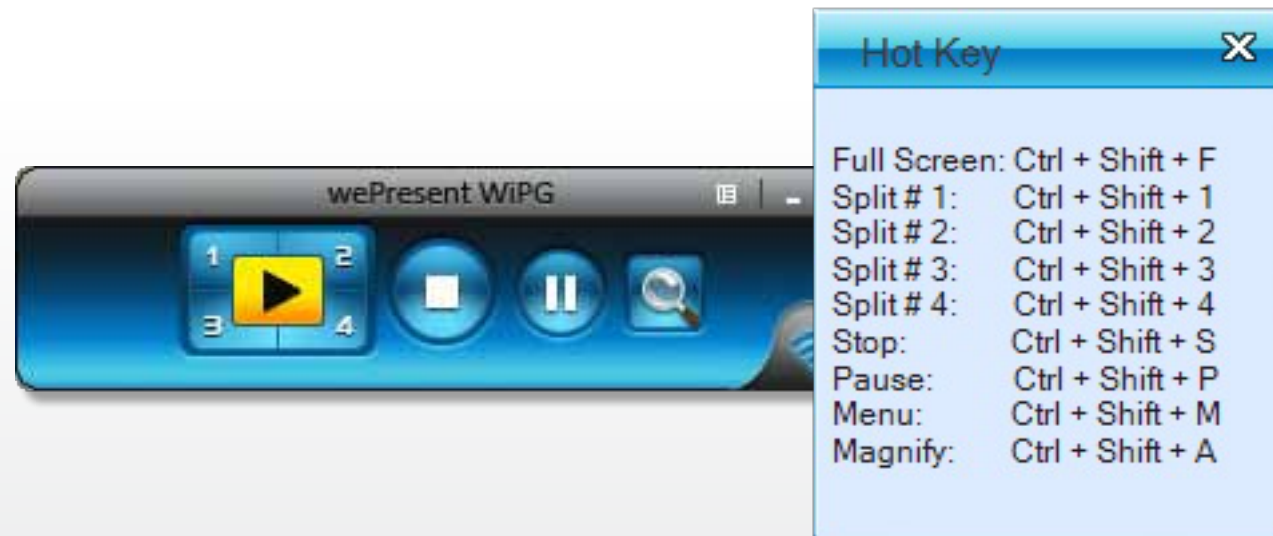 Hot Key
wePresent WiPG
1 2
3 4
Full Screen: Ctrl + Shift + F
Split # 1: Ctrl + Shift + 1
Split # 2: Ctrl + Shift + 2
Split # 3: Ctrl + Shift + 3
Split # 4: Ctrl + Shift + 4
Stop: Ctrl + Shift + S
Pause: Ctrl + Shift + P
Menu: Ctrl + Shift + M
Magnify: Ctrl + Shift + A